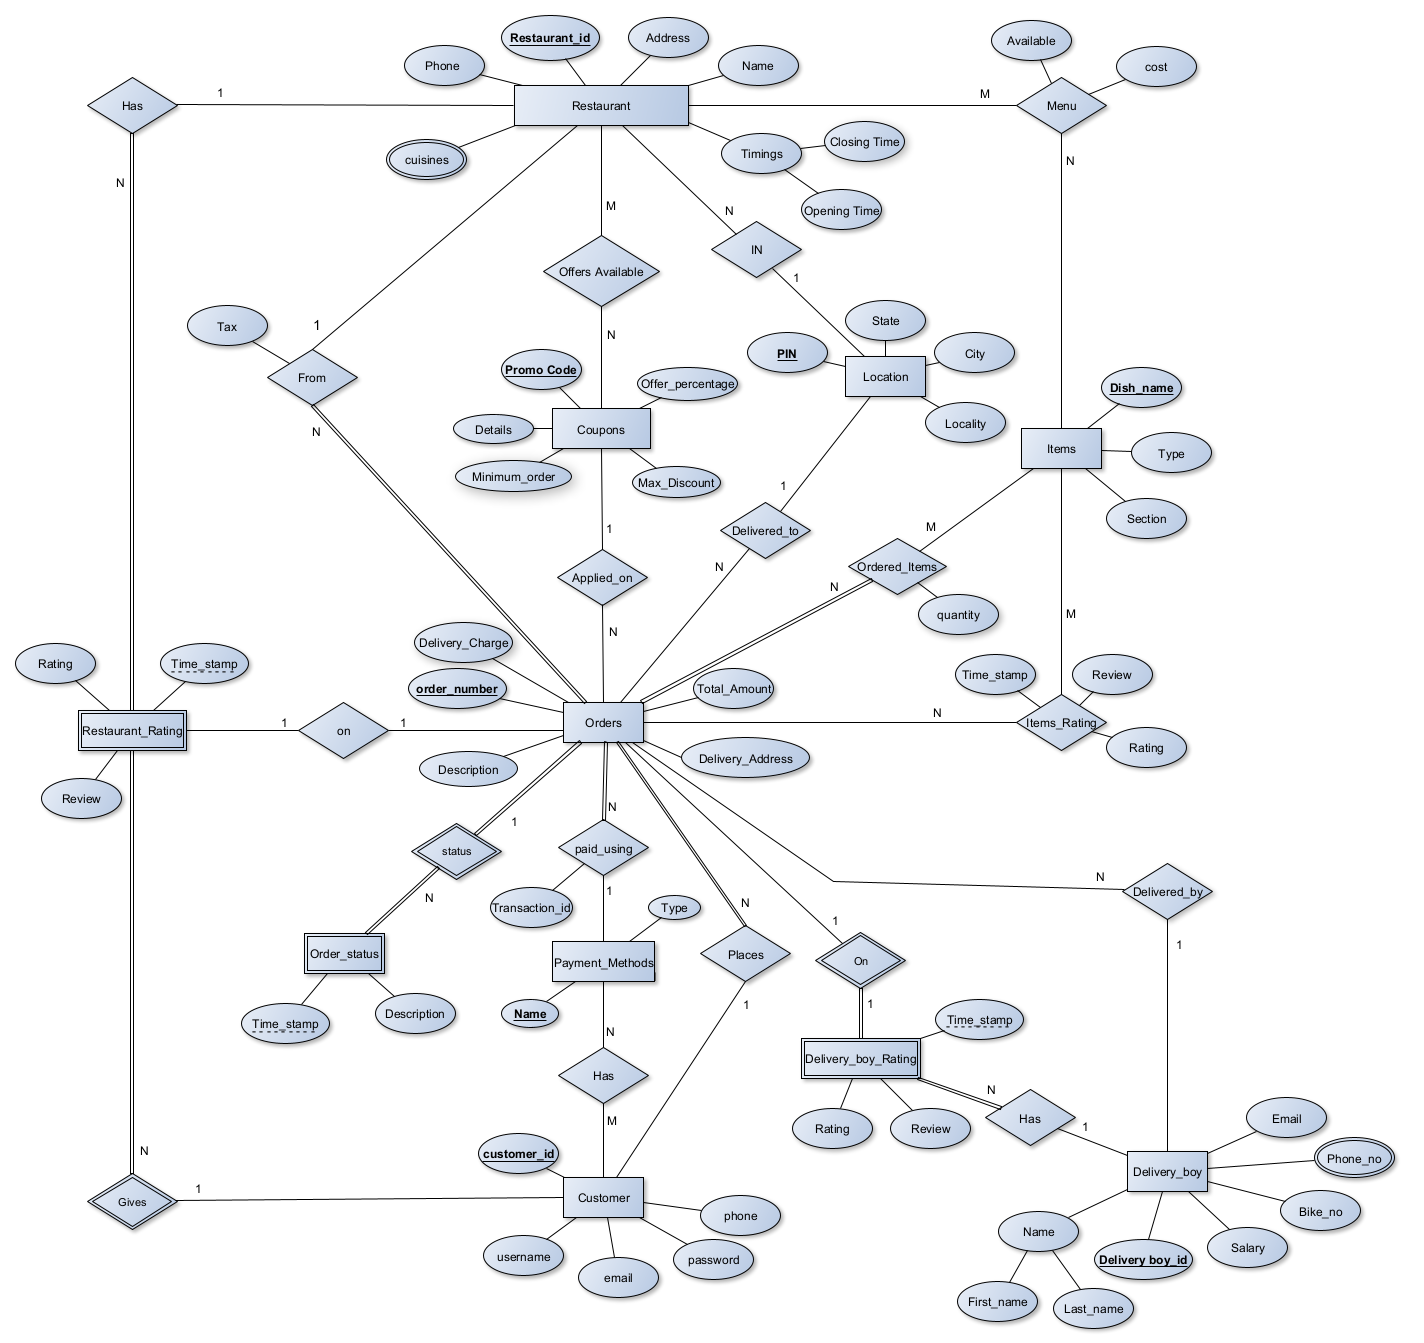 Restaurant_id
Address
Available
Phone
Name
cost
Has
1
Restaurant
M
Menu
cuisines
Timings
Closing Time
N
N
Opening Time
M
N
IN
Offers Available
1
Tax
1
N
State
From
Promo Code
Offer_percentage
PIN
City
Location
Dish_name
N
Details
Coupons
Locality
Items
Type
Minimum_order
Max_Discount
1
Section
1
Delivered_to
M
Applied_on
N
Ordered_Items
N
quantity
N
M
Delivery_Charge
Rating
Time_stamp
order_number
Total_Amount
Time_stamp
Review
Restaurant_Rating
1
on
1
Orders
N
Items_Rating
Rating
Description
Delivery_Address
Review
N
1
status
paid_using
N
1
Transaction_id
Type
N
1
N
Delivered_by
Order_status
Payment_Methods
Places
On
1
Time_stamp
Description
Name
1
1
Time_stamp
N
Delivery_boy_Rating
Has
N
Has
1
M
Rating
Review
Email
N
customer_id
Phone_no
Delivery_boy
Gives
1
Customer
phone
Name
Bike_no
username
email
password
Delivery boy_id
Salary
First_name
Last_name